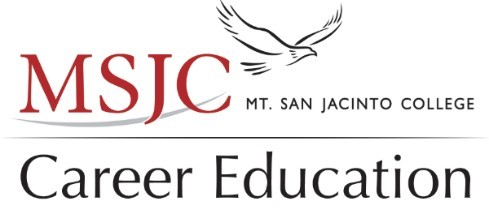 MSJC MT. SAN JACINTO COLLEGE
Career Education